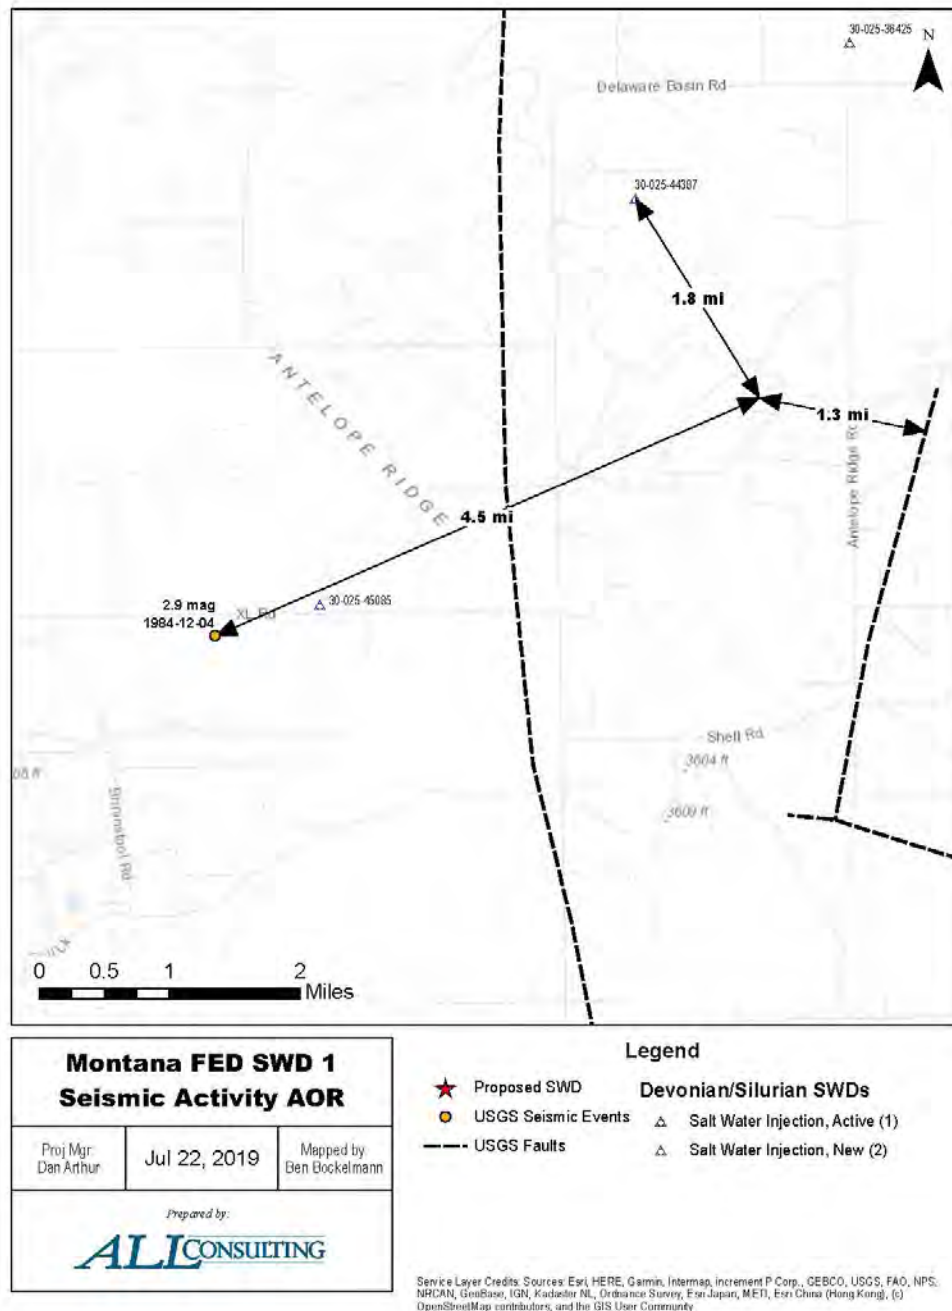 30-025-36425
N
Delaware Basin Rd
30-025-44387
1.8 mi
1.3 mi
ANTELOPE RIDGE
Antelope Ridge Rd
4.5 mi
2.9 mag
1984-12-04
XL Rd
30-025-45085
Shell Rd
3604 ft
3609 ft
Brininstool Rd
0 0.5 1 2
Miles
Montana FED SWD 1
Seismic Activity AOR
Proj Mgr:
Dan Arthur
Jul 22, 2019
Mapped by:
Ben Bockelmann
Prepared by:
ALL CONSULTING
Legend
Proposed SWD
USGS Seismic Events
USGS Faults
Devonian/Silurian SWDs
Salt Water Injection, Active (1)
Salt Water Injection, New (2)
Service Layer Credits: Sources: Esri, HERE, Garmin, Intermap, increment P Corp., GEBCO, USGS, FAO, NPS,
NRCAN, GeoBase, IGN, Kadaster NL, Ordnance Survey, Esri Japan, METI, Esri China (Hong Kong), (c)
OpenStreetMap contributors, and the GIS User Community